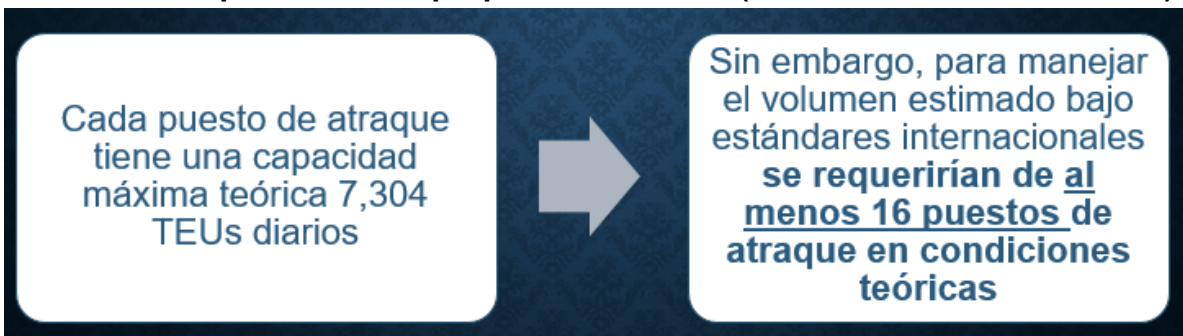 Cada puesto de atraque
tiene una capacidad
máxima teórica 7,304
TEUs diarios
Sin embargo, para manejar
el volumen estimado bajo
estándares internacionales
se requerirían de al
menos 16 puestos de
atraque en condiciones
teóricas